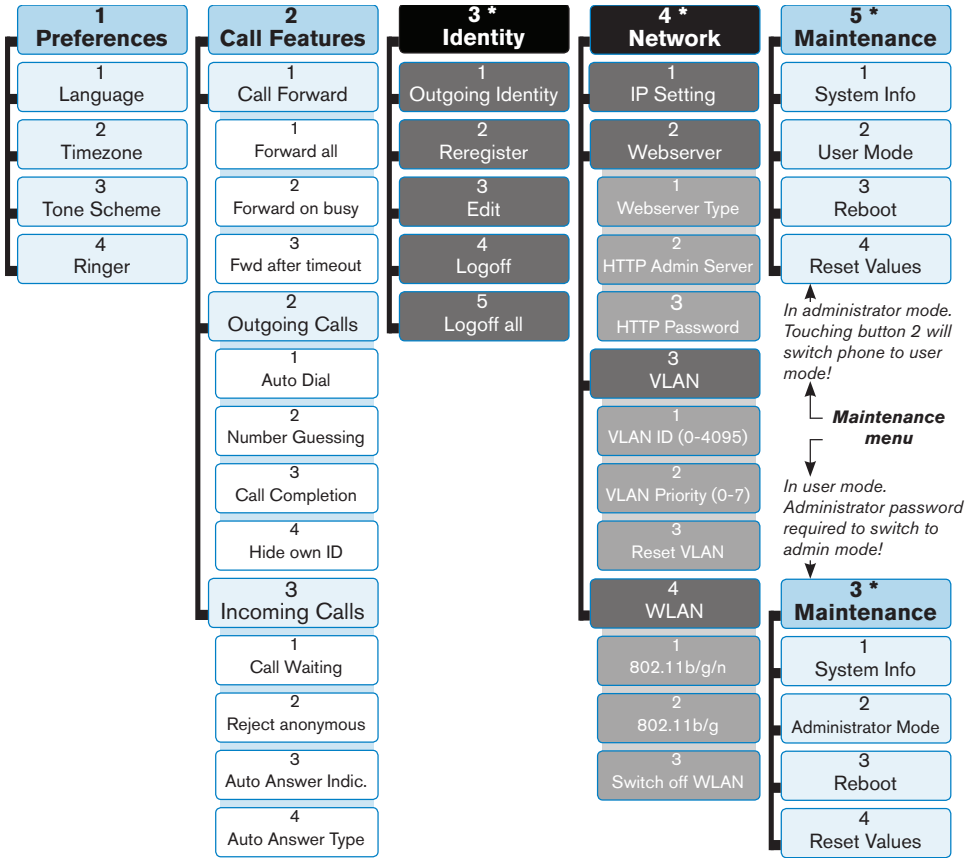 1
Preferences
1
Language
2
Timezone
3
Tone Scheme
4
Ringer
2
Call Features
1
Call Forward
1
Forward all
2
Forward on busy
3
Fwd after timeout
2
Outgoing Calls
1
Auto Dial
2
Number Guessing
3
Call Completion
4
Hide own ID
3
Incoming Calls
1
Call Waiting
2
Reject anonymous
3
Auto Answer Indic.
4
Auto Answer Type
3 *
Identity
1
Outgoing Identity
2
Reregister
3
Edit
4
Logoff
5
Logoff all
4 *
Network
1
IP Setting
2
Webserver
1
Webserver Type
2
HTTP Admin Server
3
HTTP Password
3
VLAN
1
VLAN ID (0-4095)
2
VLAN Priority (0-7)
3
Reset VLAN
4
WLAN
1
802.11b/g/n
2
802.11b/g
3
Switch off WLAN
5 *
Maintenance
1
System Info
2
User Mode
3
Reboot
4
Reset Values
In administrator mode.
Touching button 2 will
switch phone to user
mode!
Maintenance
menu
In user mode.
Administrator password
required to switch to
admin mode!
3 *
Maintenance
1
System Info
2
Administrator Mode
3
Reboot
4
Reset Values